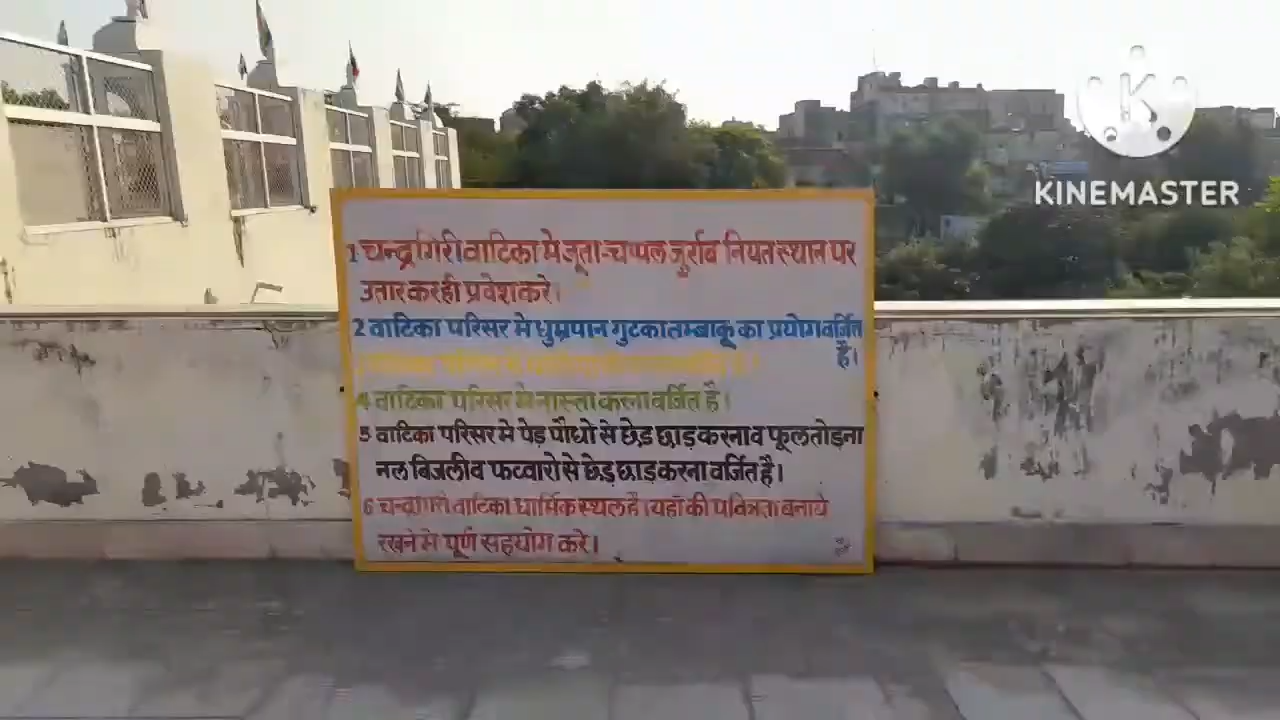 KINEMASTER
1 चन्द्रागिरी वाटिका मे जूता-चप्पल जुर्राब नियत स्थान पर
उतार कर ही प्रवेश करे।
2 वाटिका परिसर मे धुम्रपान गुटका तम्बाकू का प्रयोग वर्जित
है।
4 वाटिका परिसर मे नास्ता करना वर्जित है।
5 वाटिका परिसर मे पेड़ पौधो से छेड़ छाड़ करना व फूल तोड़ना
नल बिजली व फव्वारो से छेड़ छाड़ करना वर्जित है।
6 चन्द्रागिरी वाटिका धार्मिक स्थल है। यहाँ की पवित्रता बनाये
रखने मे पूर्ण सहयोग करे।